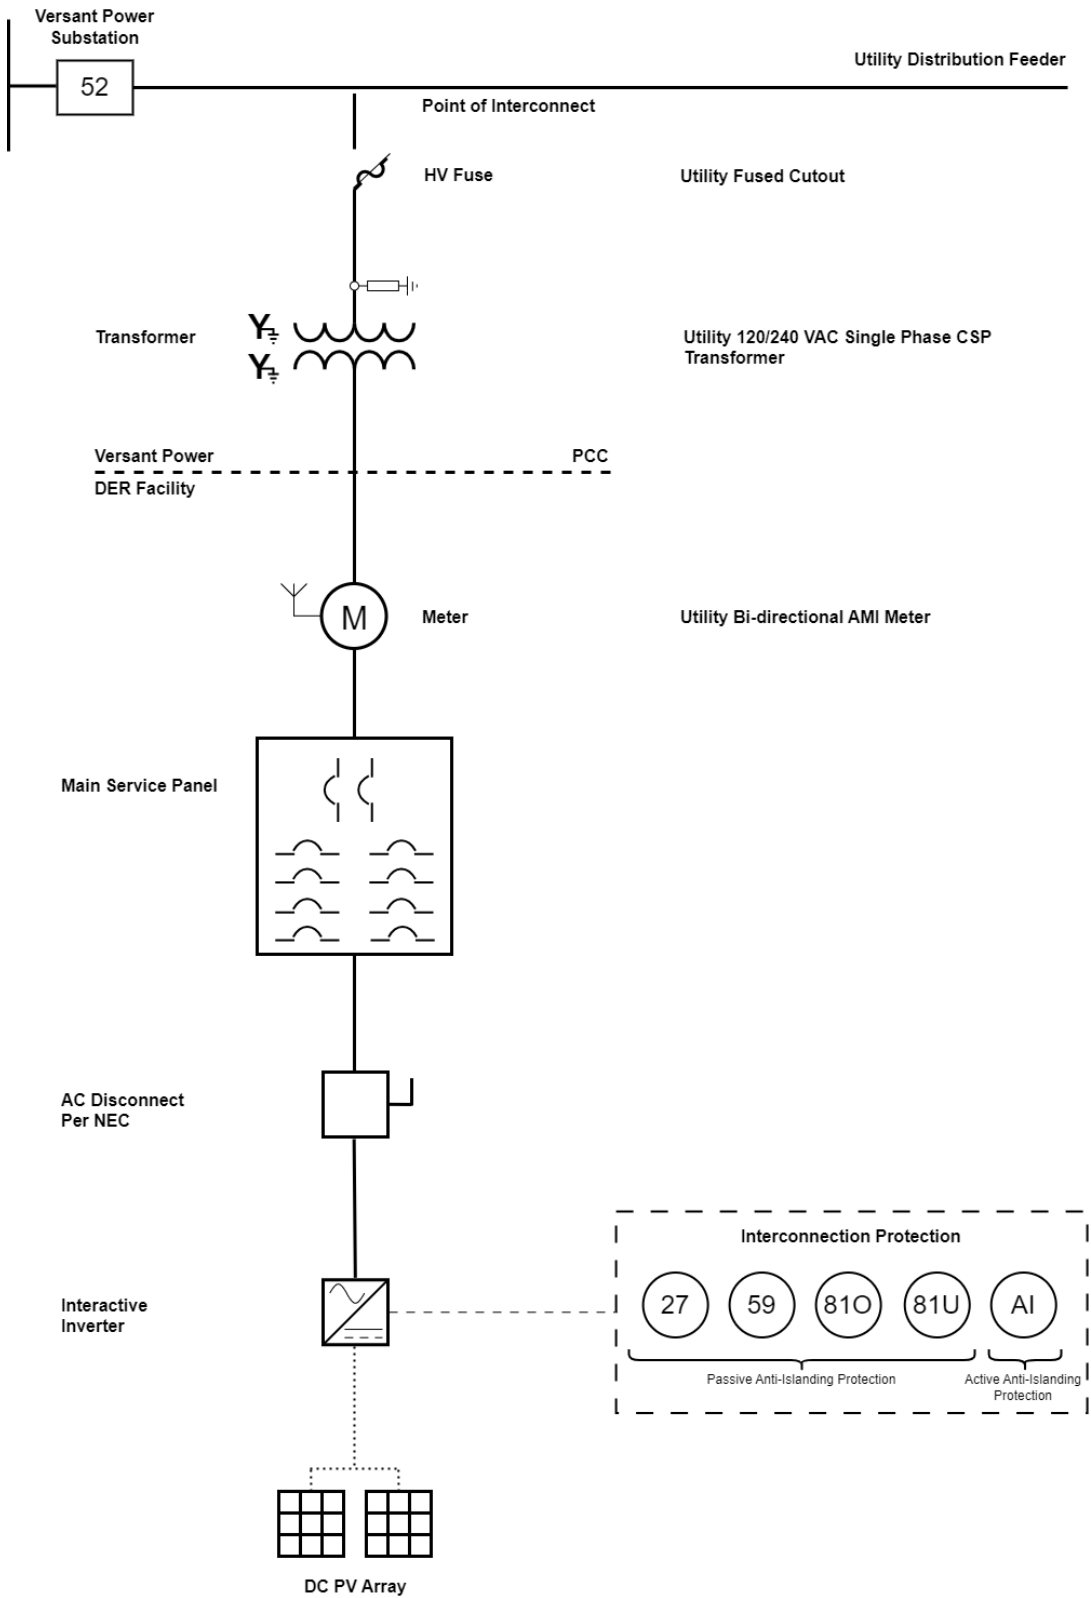 Versant Power
Substation
52
Utility Distribution Feeder
Point of Interconnect
HV Fuse
Utility Fused Cutout
Transformer
Y
Y
Utility 120/240 VAC Single Phase CSP
Transformer
Versant Power
PCC
DER Facility
M
Meter
Utility Bi-directional AMI Meter
Main Service Panel
AC Disconnect
Per NEC
Interconnection Protection
27
59
81O
81U
AI
Passive Anti-Islanding Protection
Active Anti-Islanding
Protection
Interactive
Inverter
DC PV Array